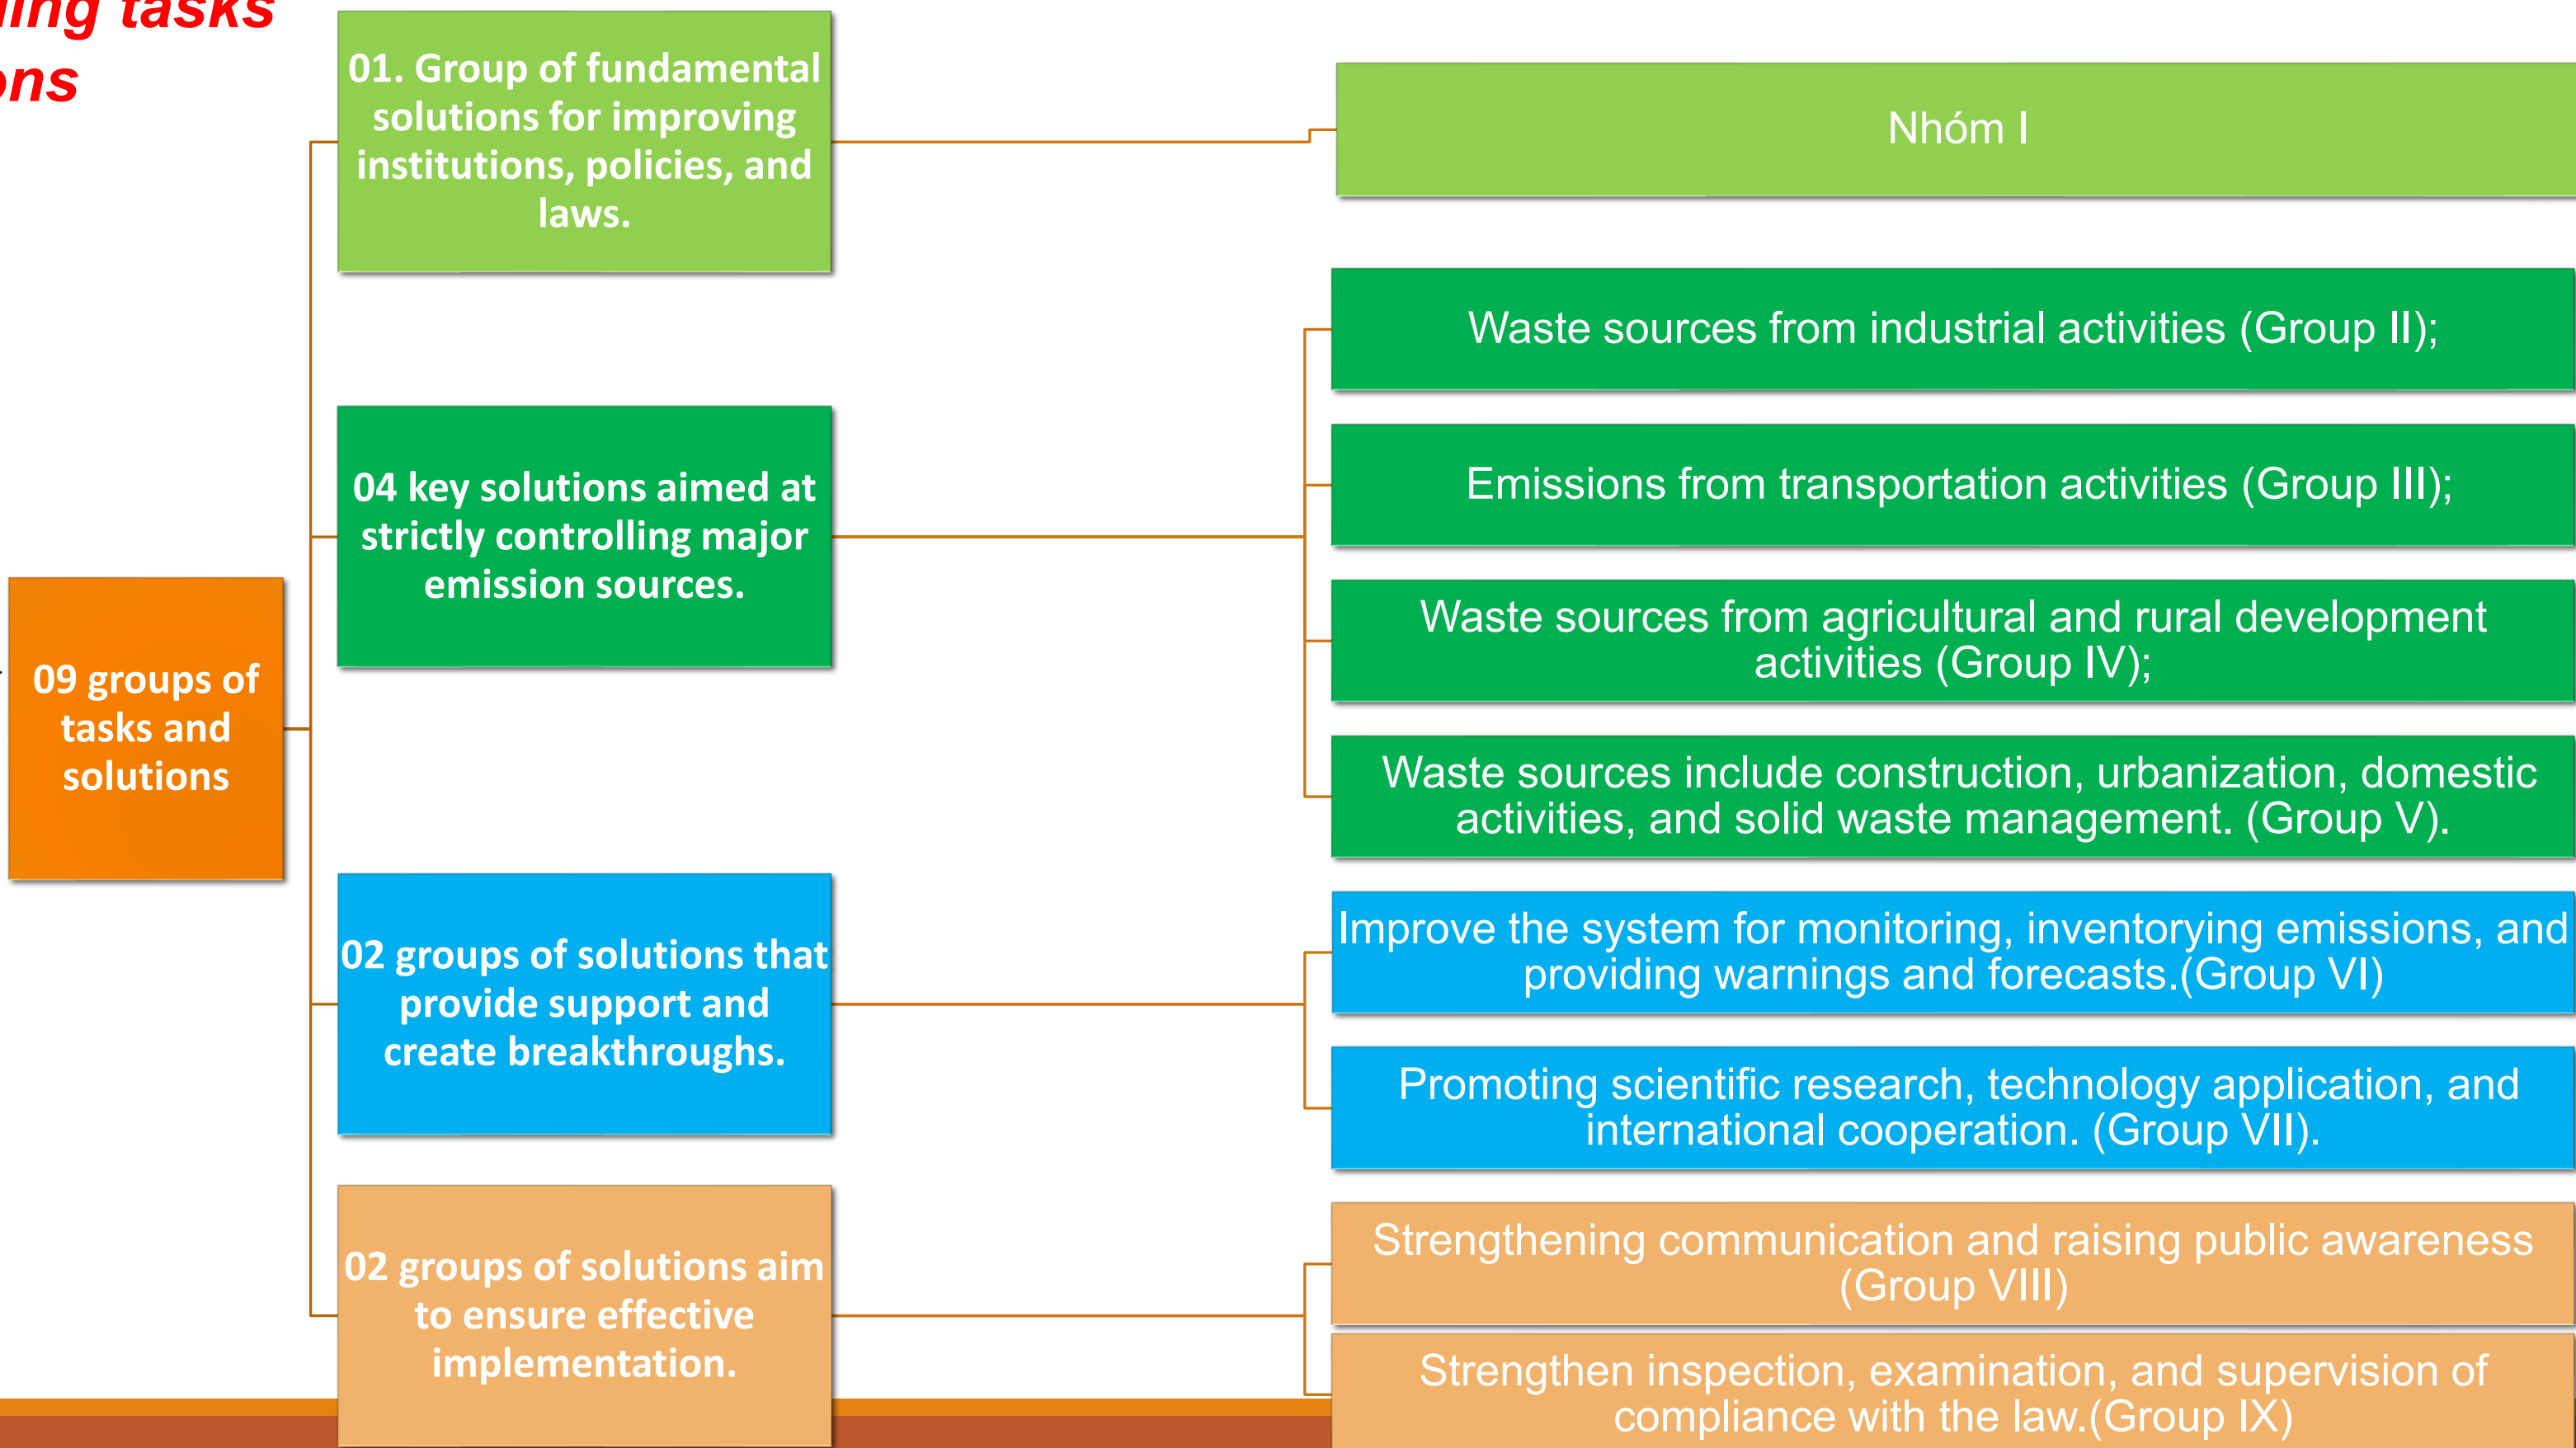 tasks
01. Group of fundamental
solutions for improving
institutions, policies, and
laws.
Nhóm I
04 key solutions aimed at
strictly controlling major
emission sources.
Waste sources from industrial activities (Group II);
Emissions from transportation activities (Group III);
Waste sources from agricultural and rural development
activities (Group IV);
Waste sources include construction, urbanization, domestic
activities, and solid waste management. (Group V).
09 groups of
tasks and
solutions
02 groups of solutions that
provide support and
create breakthroughs.
Improve the system for monitoring, inventorying emissions, and
providing warnings and forecasts.(Group VI)
Promoting scientific research, technology application, and
international cooperation. (Group VII).
02 groups of solutions aim
to ensure effective
implementation.
Strengthening communication and raising public awareness
(Group VIII)
Strengthen inspection, examination, and supervision of
compliance with the law.(Group IX)